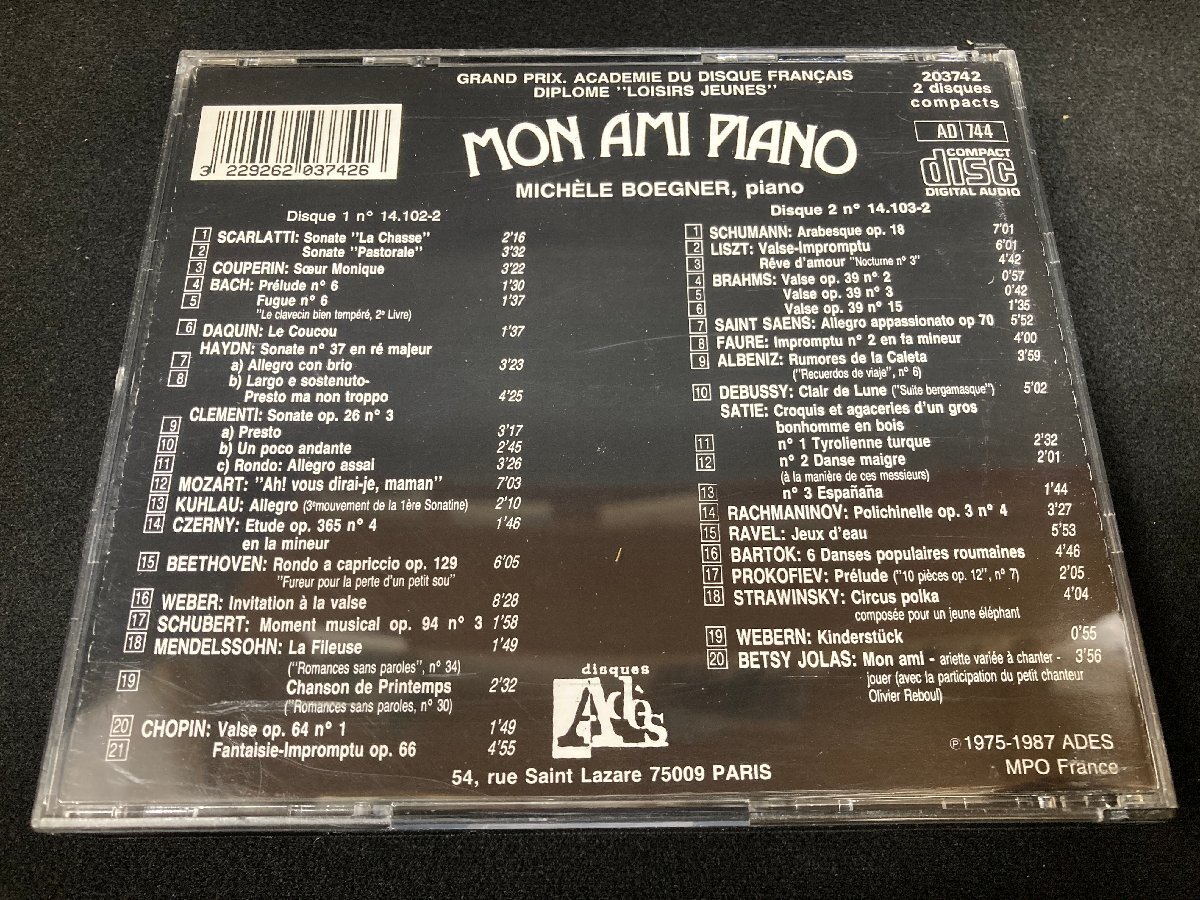 GRAND PRIX. ACADEMIE DU DISQUE FRANÇAIS
DIPLOME "LOISIRS JEUNES"
203742
2 disques
compacts
AD 744
COMPACT
disc
DIGITAL AUDIO
3 229262 037426
MON AMI PIANO
MICHÈLE BOEGNER, piano
Disque 1 n° 14.102-2
1 SCARLATTI: Sonate "La Chasse" 2'16
2 Sonate "Pastorale" 3'32
3 COUPERIN: Sœur Monique 3'22
4 BACH: Prélude n° 6 1'30
5 Fugue n° 6 1'37
"Le clavecin bien tempéré, 2e Livre)
6 DAQUIN: Le Coucou 1'37
HAYDN: Sonate n° 37 en ré majeur
7 a) Allegro con brio 3'23
8 b) Largo e sostenuto-
Presto ma non troppo 4'25
CLEMENTI: Sonate op. 26 n° 3
9 a) Presto 3'17
10 b) Un poco andante 2'45
11 c) Rondo: Allegro assai 3'26
12 MOZART: "Ah! vous dirai-je, maman" 7'03
13 KUHLAU: Allegro (3e mouvement de la 1ère Sonatine) 2'10
14 CZERNY: Etude op. 365 n° 4 1'46
en la mineur
15 BEETHOVEN: Rondo a capriccio op. 129 6'05
"Fureur pour la perte d'un petit sou"
16 WEBER: Invitation à la valse 8'28
17 SCHUBERT: Moment musical op. 94 n° 3 1'58
18 MENDELSSOHN: La Fileuse 1'49
("Romances sans paroles", n° 34)
19 Chanson de Printemps 2'32
("Romances sans paroles, n° 30)
20 CHOPIN: Valse op. 64 n° 1 1'49
21 Fantaisie-Impromptu op. 66 4'55
Disque 2 n° 14.103-2
1 SCHUMANN: Arabesque op. 18 7'01
2 LISZT: Valse-Impromptu 6'01
3 Rêve d'amour "Nocturne n° 3" 4'42
4 BRAHMS: Valse op. 39 n° 2 0'57
5 Valse op. 39 n° 3 0'42
6 Valse op. 39 n° 15 1'35
7 SAINT SAENS: Allegro appassionato op 70 5'52
8 FAURE: Impromptu n° 2 en fa mineur 4'00
9 ALBENIZ: Rumores de la Caleta 3'59
("Recuerdos de viaje", n° 6)
10 DEBUSSY: Clair de Lune ("Suite bergamasque") 5'02
SATIE: Croquis et agaceries d'un gros
bonhomme en bois
11 n° 1 Tyrolienne turque 2'32
12 n° 2 Danse maigre 2'01
(à la manière de ces messieurs)
13 n° 3 Españaña 1'44
14 RACHMANINOV: Polichinelle op. 3 n° 4 3'27
15 RAVEL: Jeux d'eau 5'53
16 BARTOK: 6 Danses populaires roumaines 4'46
17 PROKOFIEV: Prélude ("10 pièces op. 12", n° 7) 2'05
18 STRAWINSKY: Circus polka 4'04
composée pour un jeune éléphant
19 WEBERN: Kinderstück 0'55
20 BETSY JOLAS: Mon ami - ariette variée à chanter - 3'56
jouer (avec la participation du petit chanteur
Olivier Reboul)
disques
Adès
℗ 1975-1987 ADES
MPO France
54, rue Saint Lazare 75009 PARIS